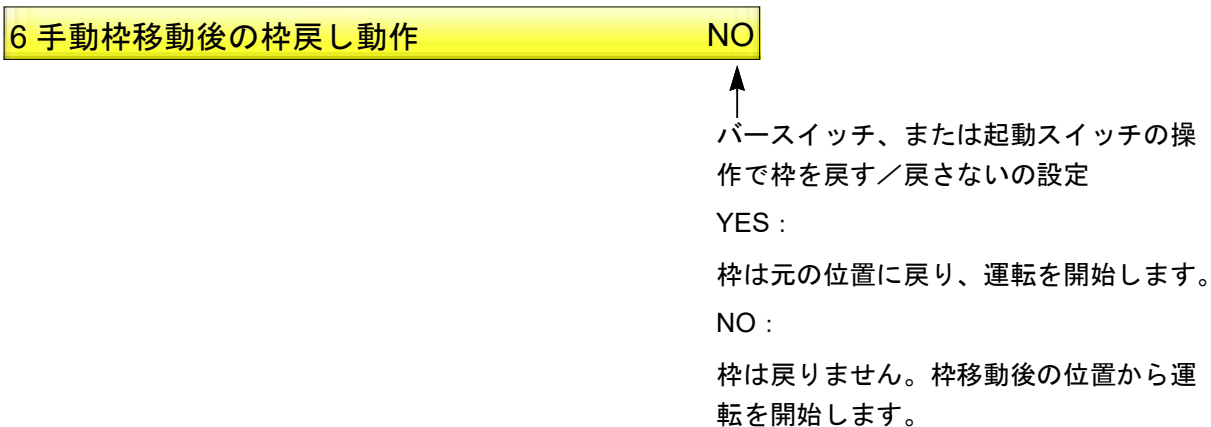 6 手動枠移動後の枠戻し動作 NO
バースイッチ、または起動スイッチの操
作で枠を戻す／戻さないの設定
YES：
枠は元の位置に戻り、運転を開始します。
NO：
枠は戻りません。枠移動後の位置から運
転を開始します。